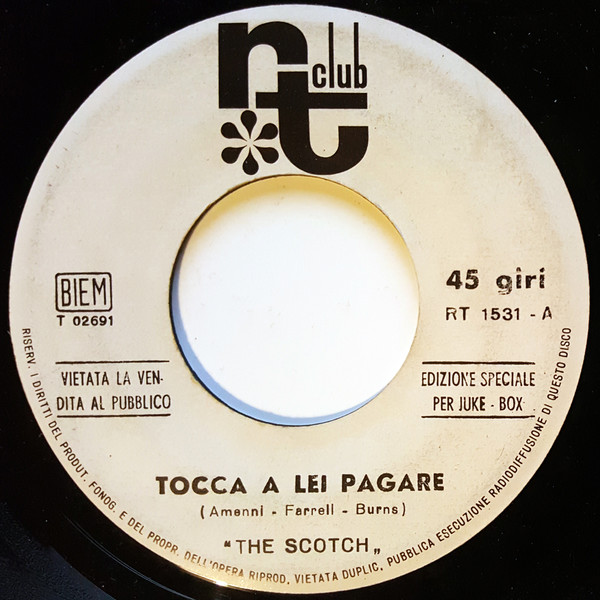 rt club
BIEM
T 02691
45 giri
RT 1531 - A
VIETATA LA VEN-
DITA AL PUBBLICO
EDIZIONE SPECIALE
PER JUKE - BOX
TOCCA A LEI PAGARE
(Amenni - Farrell - Burns)
"THE SCOTCH„
RISERV. I DIRITTI DEL PRODUT. FONOG. E DEL PROPR. DELL'OPERA RIPROD. VIETATA DUPLIC. PUBBLICA ESECUZIONE RADIODIFFUSIONE DI QUESTO DISCO